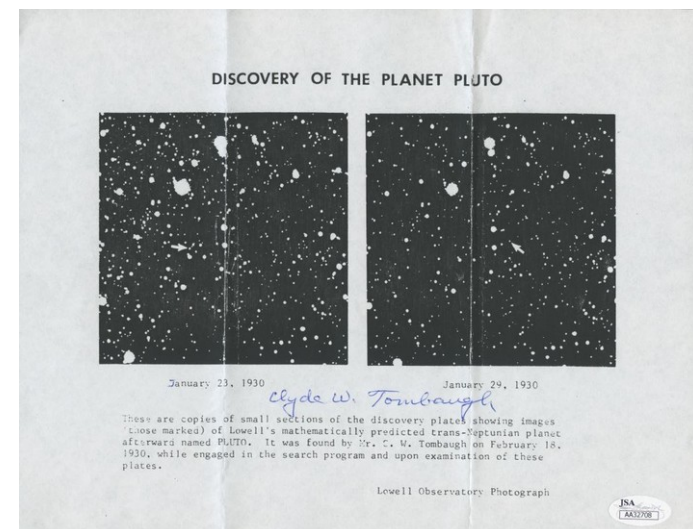 DISCOVERY OF THE PLANET PLUTO
January 23, 1930
January 29, 1930
Clyde W. Tombaugh
These are copies of small sections of the discovery plates showing images
(those marked) of Lowell's mathematically predicted trans-Neptunian planet
afterward named PLUTO. It was found by Mr. C. W. Tombaugh on February 18,
1930, while engaged in the search program and upon examination of these
plates.
Lowell Observatory Photograph
JSA
AA32708